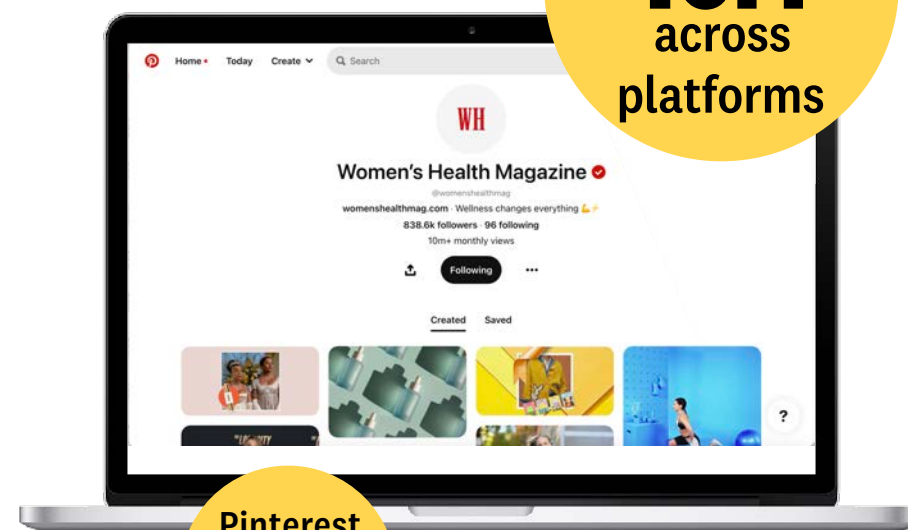 across
platforms
Home
Today
Create
Search
WH
Women's Health Magazine
@womenshealthmag
womenshealthmag.com · Wellness changes everything 💪⚡
838.6k followers · 96 following
10m+ monthly views
Following
Created
Saved
?
Pinterest